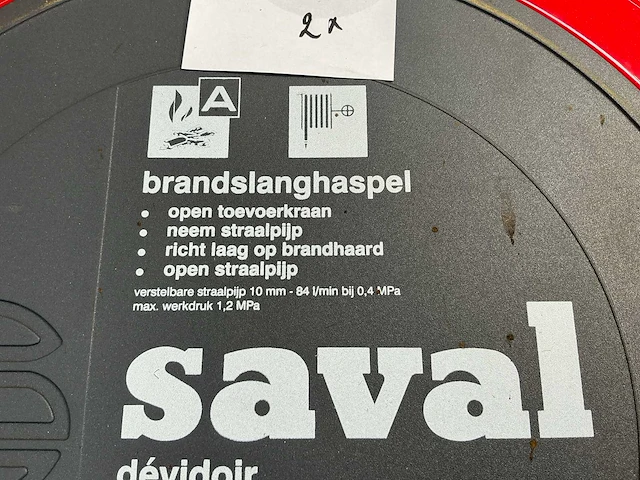 2 x
A
brandslanghaspel
• open toevoerkraan
• neem straalpijp
• richt laag op brandhaard
• open straalpijp
verstelbare straalpijp 10 mm - 84 l/min bij 0,4 MPa
max. werkdruk 1,2 MPa
saval
dévidoir